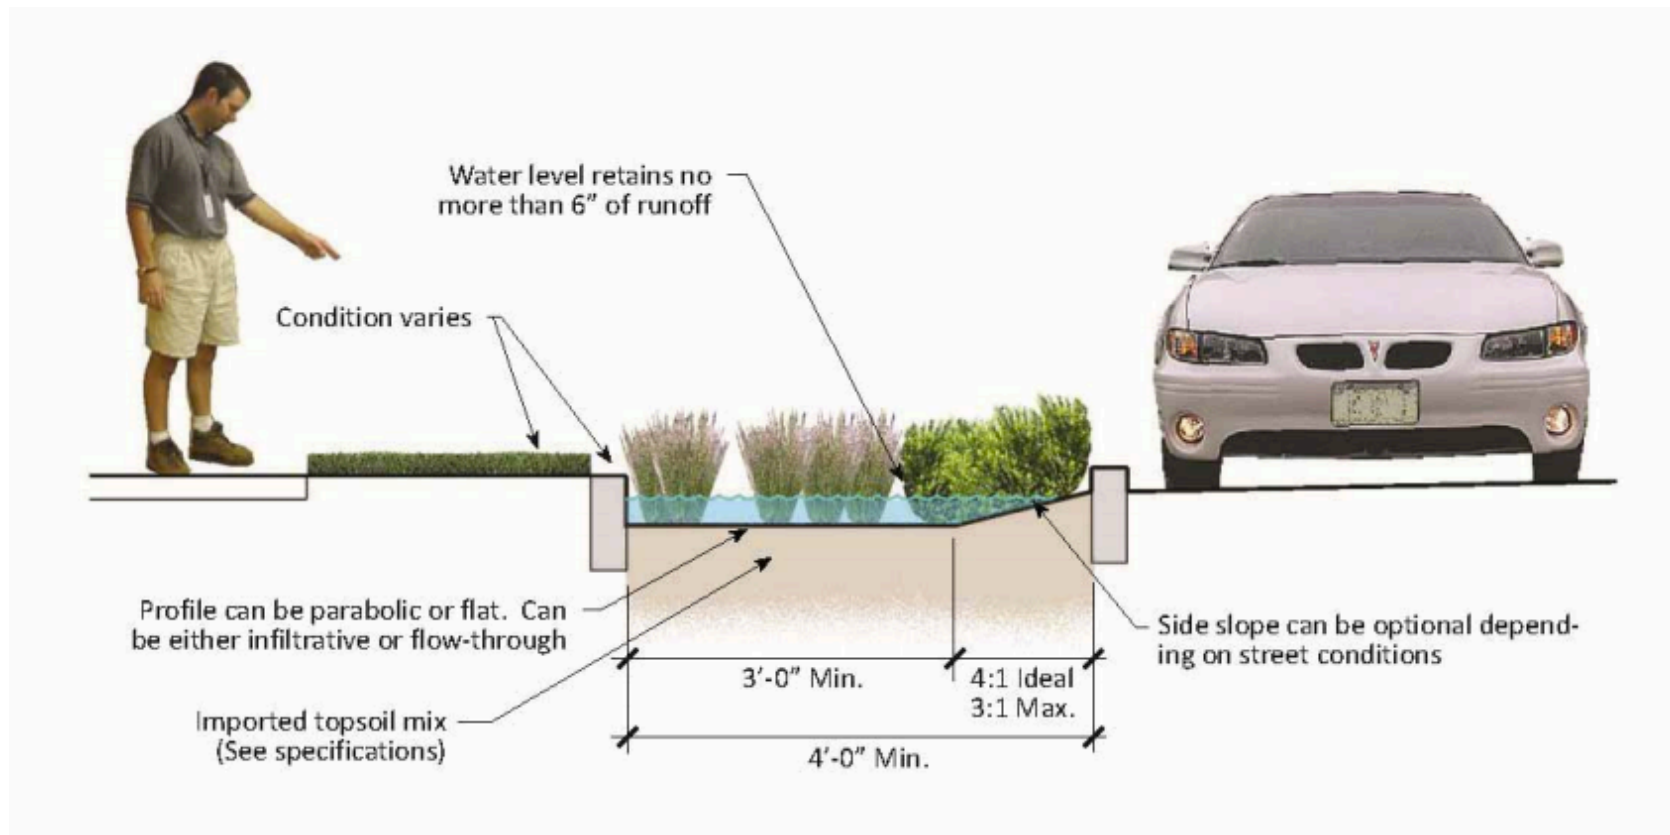 Water level retains no
more than 6” of runoff
Condition varies
Profile can be parabolic or flat.  Can
be either infiltrative or flow-through
Side slope can be optional depend-
ing on street conditions
3’-0” Min.
4:1 Ideal
3:1 Max.
Imported topsoil mix
(See specifications)
4’-0” Min.